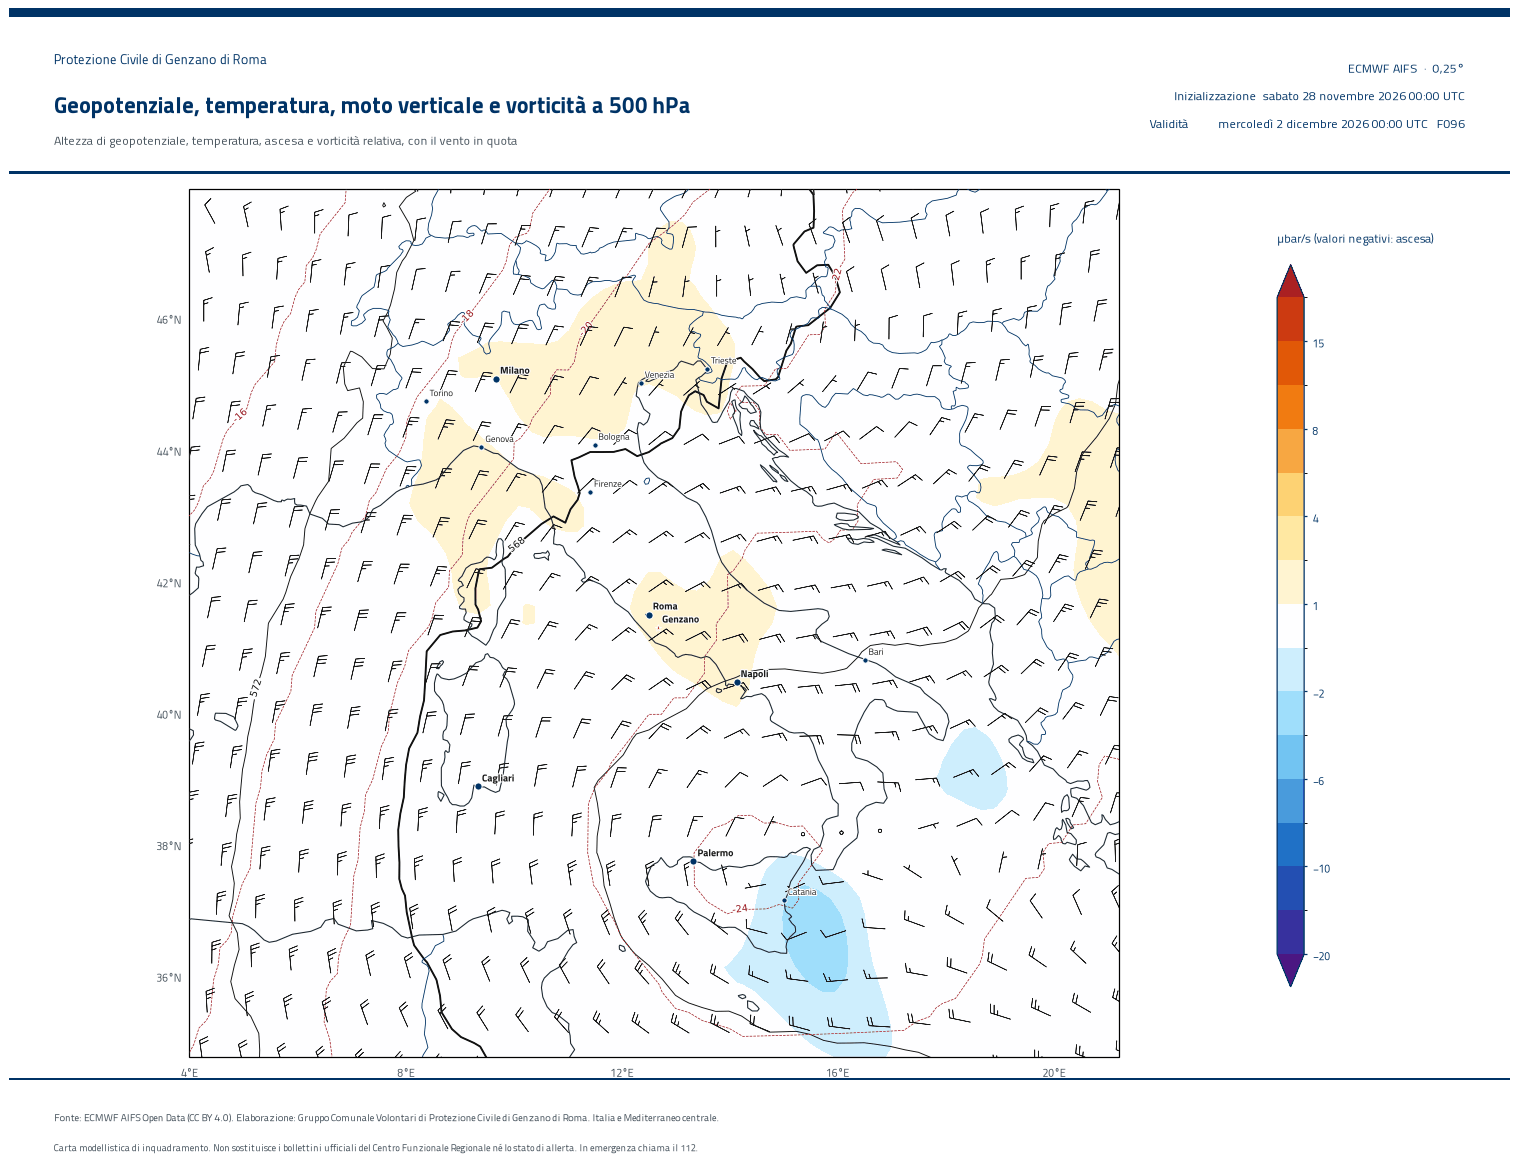 Protezione Civile di Genzano di Roma
ECMWF AIFS · 0,25°
Geopotenziale, temperatura, moto verticale e vorticità a 500 hPa
Inizializzazione sabato 28 novembre 2026 00:00 UTC
Validità mercoledì 2 dicembre 2026 00:00 UTC F096
Altezza di geopotenziale, temperatura, ascesa e vorticità relativa, con il vento in quota
µbar/s (valori negativi: ascesa)
-22
46°N
-18
-20
15
Trieste
Milano
Venezia
Torino
-16
8
44°N
Genova
Bologna
Firenze
4
568
42°N
1
Roma
Genzano
Bari
572
Napoli
-2
40°N
Cagliari
-6
38°N
Palermo
-10
Catania
-24
36°N
-20
4°E
8°E
12°E
16°E
20°E
Fonte: ECMWF AIFS Open Data (CC BY 4.0). Elaborazione: Gruppo Comunale Volontari di Protezione Civile di Genzano di Roma. Italia e Mediterraneo centrale.
Carta modellistica di inquadramento. Non sostituisce i bollettini ufficiali del Centro Funzionale Regionale né lo stato di allerta. In emergenza chiama il 112.